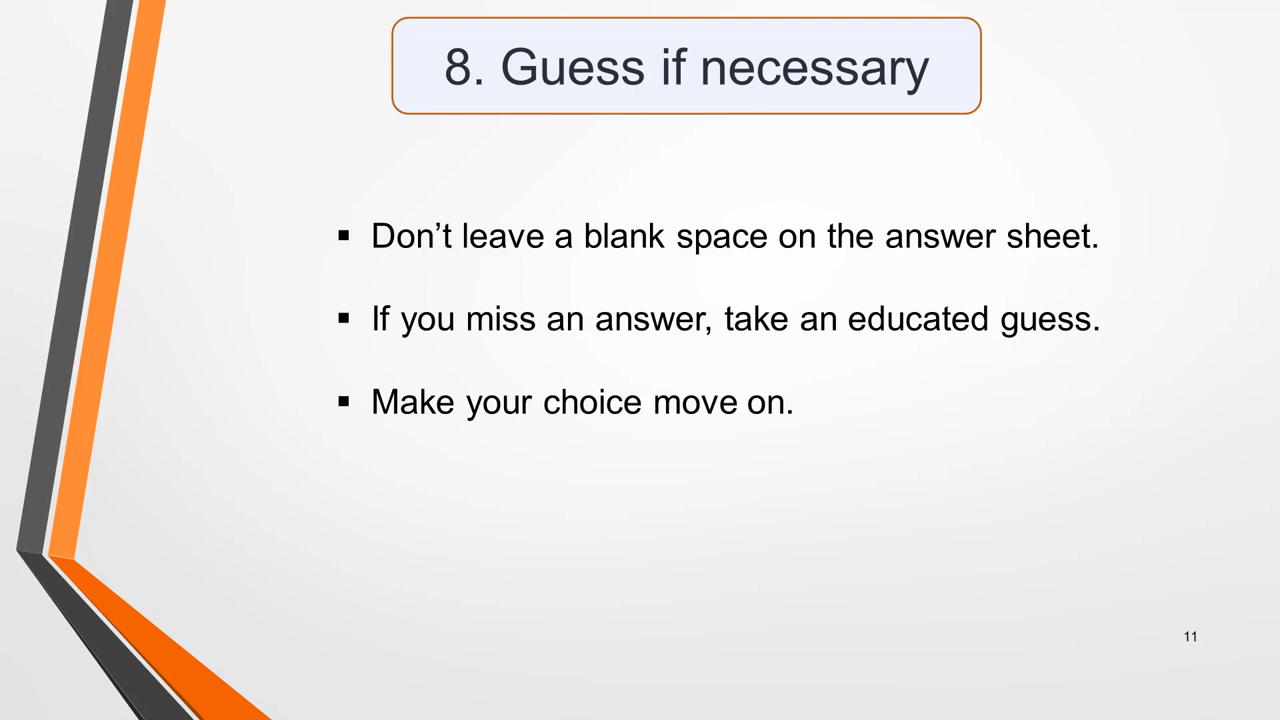 8. Guess if necessary
▪ Don’t leave a blank space on the answer sheet.
▪ If you miss an answer, take an educated guess.
▪ Make your choice move on.
11